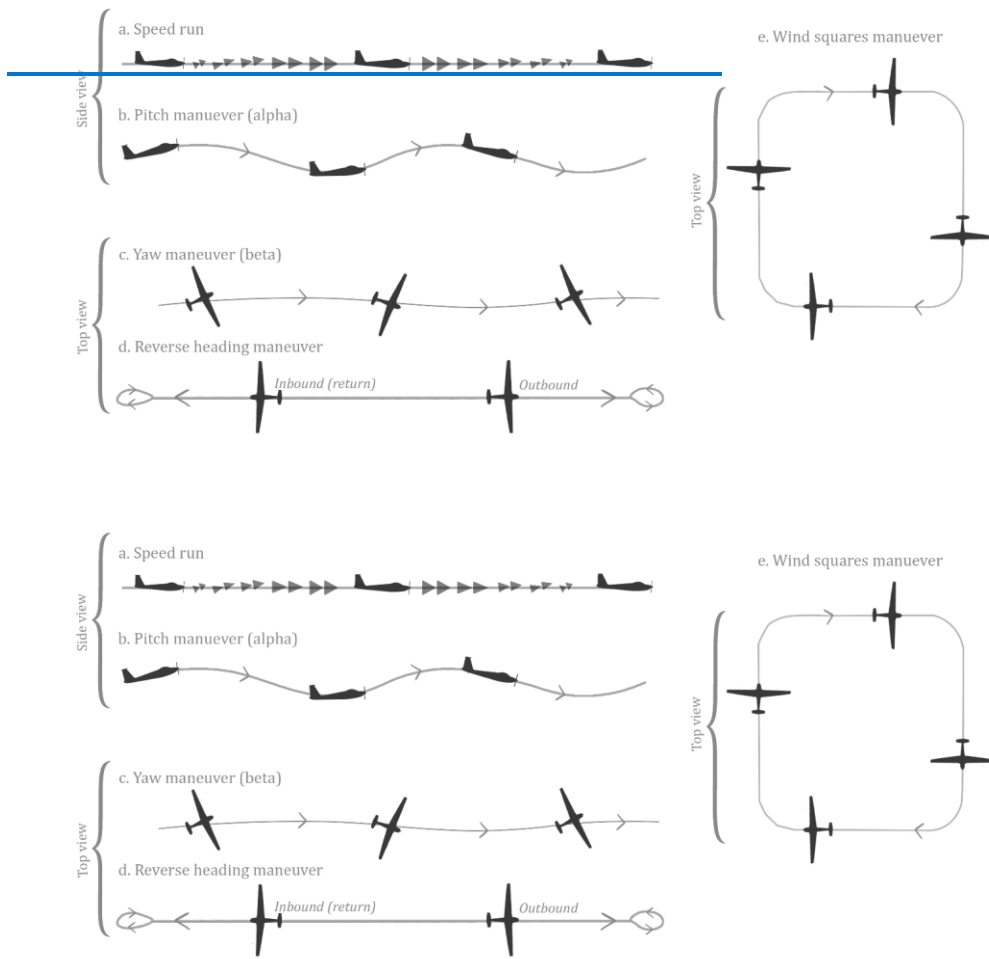 a. Speed run
Side view
b. Pitch manuever (alpha)
c. Yaw maneuver (beta)
Top view
d. Reverse heading maneuver
Inbound (return)
Outbound
e. Wind squares manuever
Top view
a. Speed run
Side view
b. Pitch manuever (alpha)
c. Yaw maneuver (beta)
Top view
d. Reverse heading maneuver
Inbound (return)
Outbound
e. Wind squares manuever
Top view